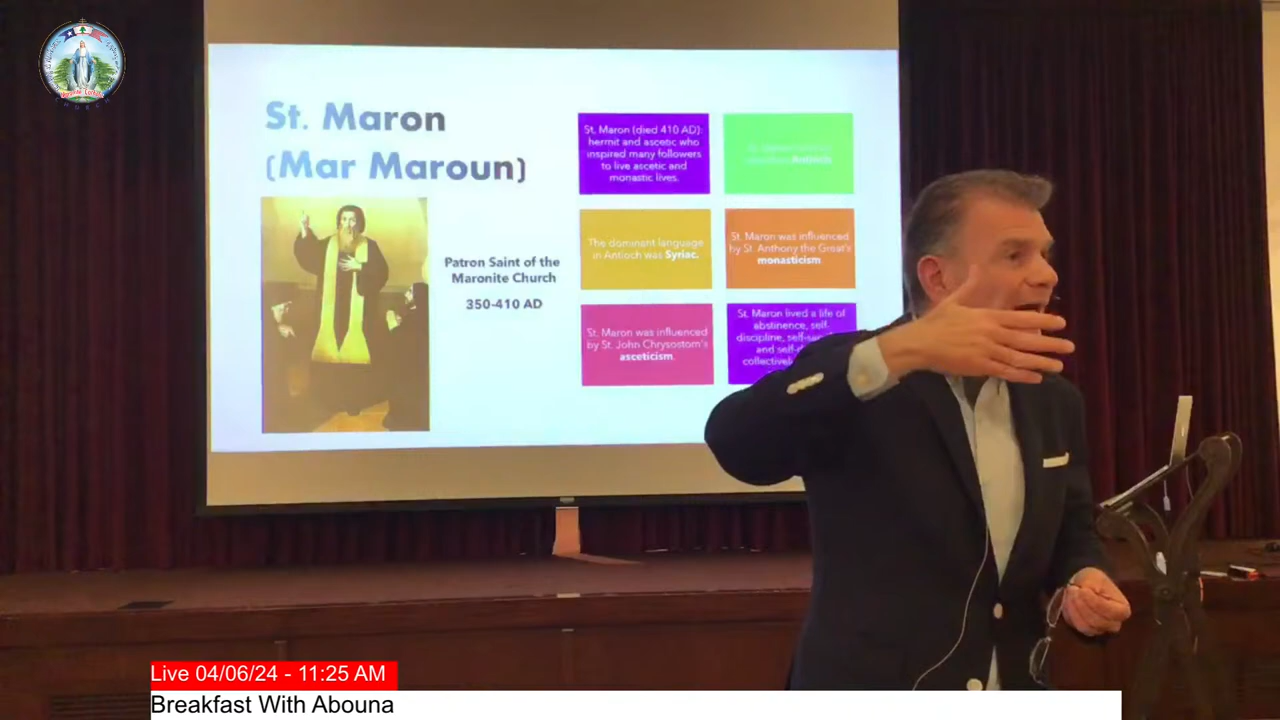 St. Maron
(Mar Maroun)
Patron Saint of the
Maronite Church
350-410 AD
St. Maron (died 410 AD):
hermit and ascetic who
inspired many followers
to live ascetic and
monastic lives.
Antioch
The dominant language
in Antioch was Syriac.
St. Maron was influenced
by St. Anthony the Great's
monasticism
St. Maron was influenced
by St. John Chrysostom's
asceticism.
St. Maron lived a life of
abstinence, self-
discipline,
and
Live 04/06/24 - 11:25 AM
Breakfast With Abouna